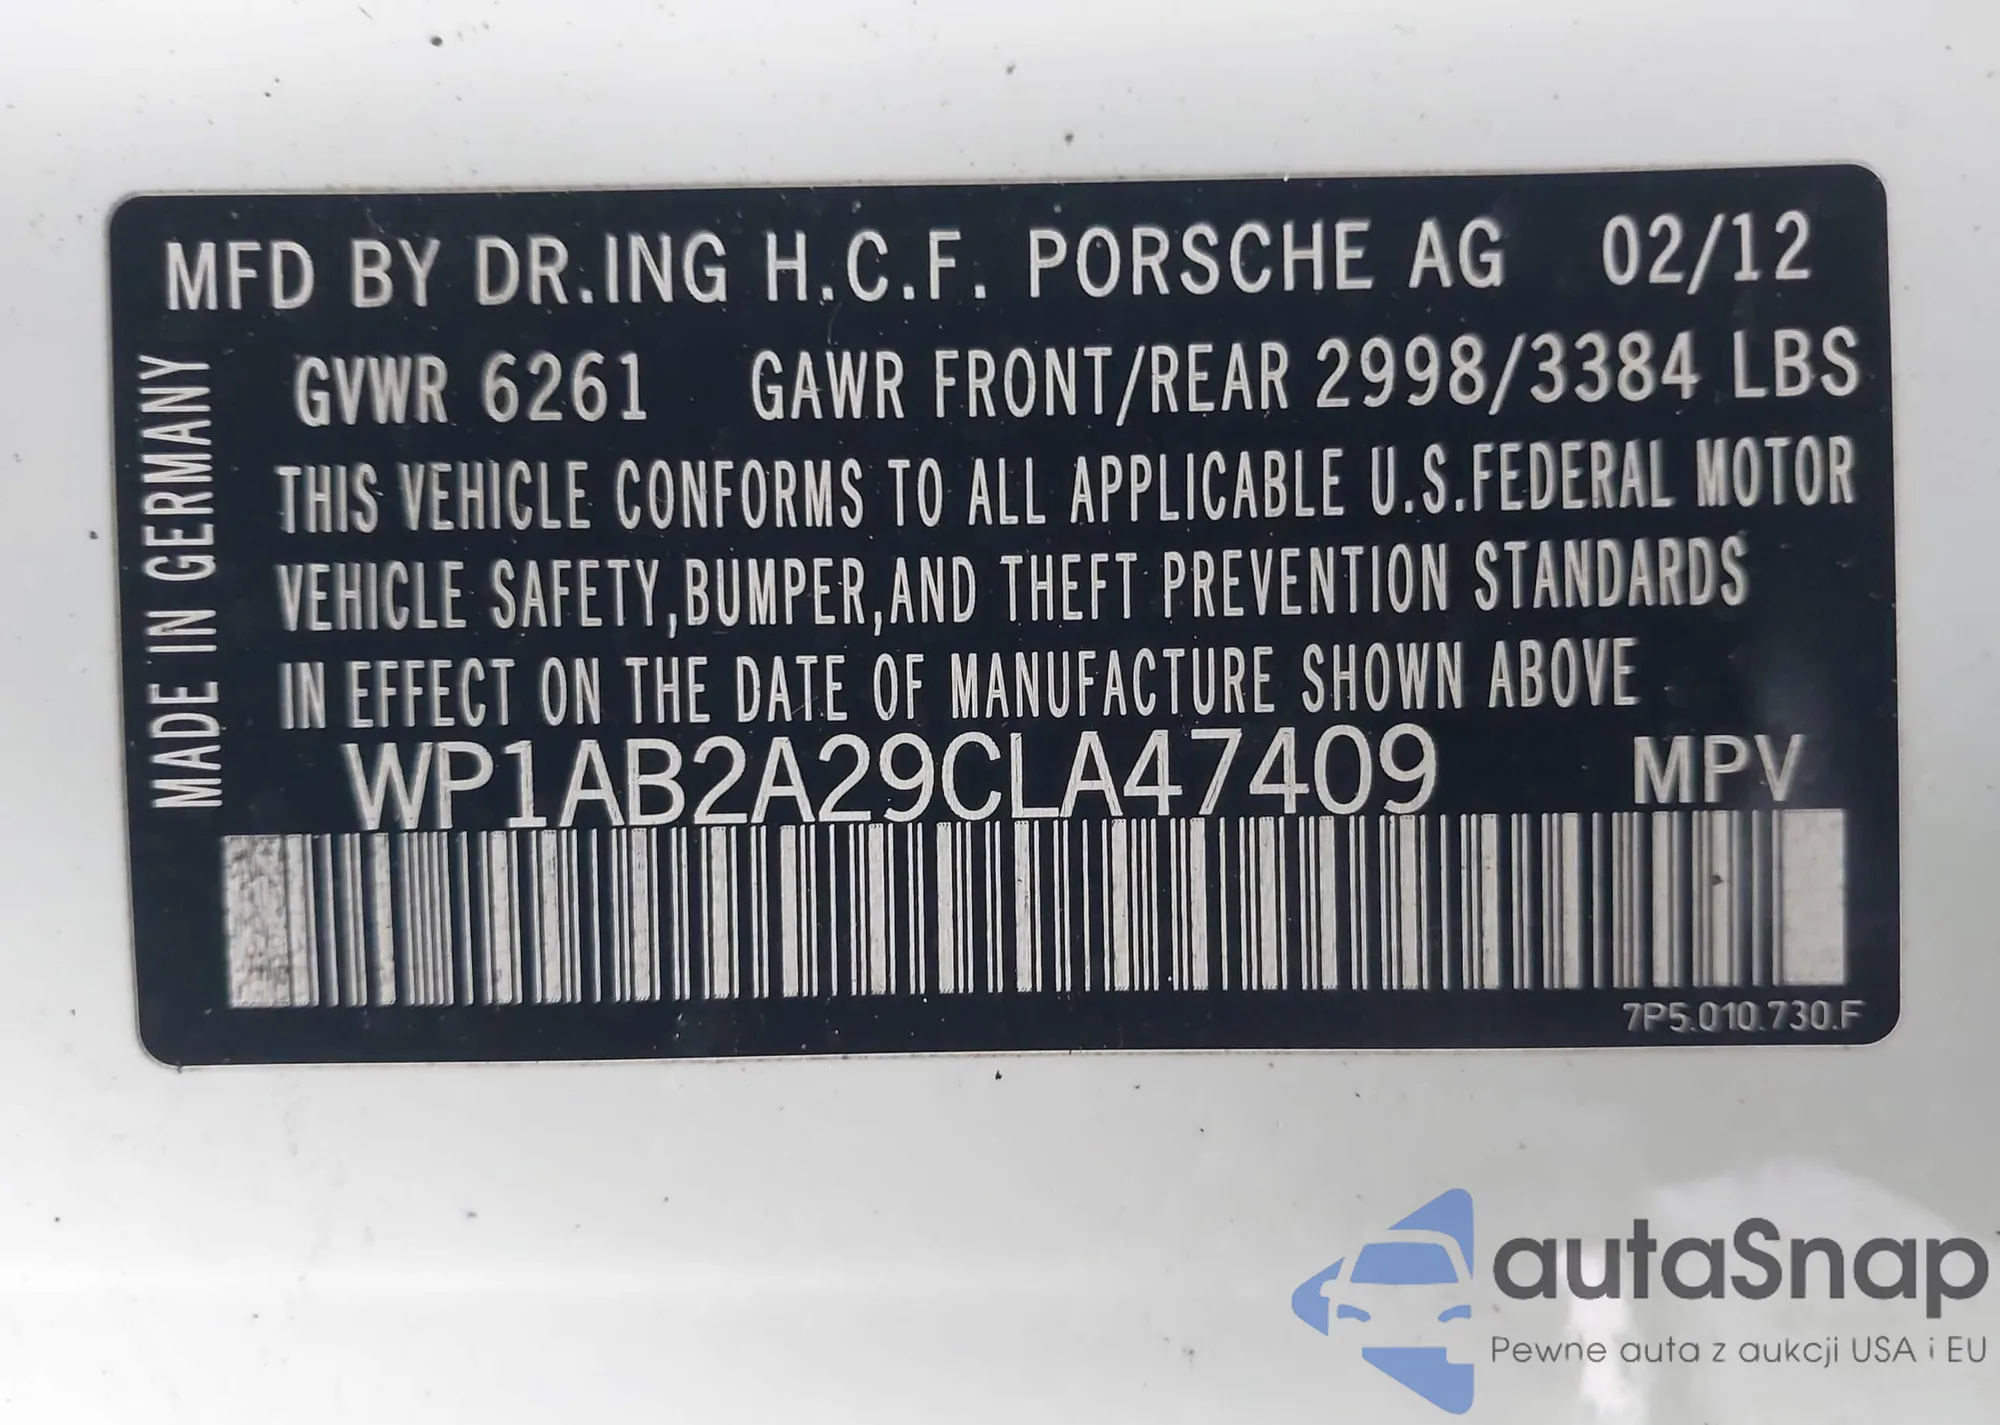 MFD BY DR.ING H.C.F. PORSCHE AG 02/12
GVWR 6261 GAWR FRONT/REAR 2998/3384 LBS
THIS VEHICLE CONFORMS TO ALL APPLICABLE U.S.FEDERAL MOTOR
VEHICLE SAFETY,BUMPER,AND THEFT PREVENTION STANDARDS
IN EFFECT ON THE DATE OF MANUFACTURE SHOWN ABOVE
WP1AB2A29CLA47409 MPV
MADE IN GERMANY
7P5.010.730.F
autaSnap
Pewne auta z aukcji USA i EU